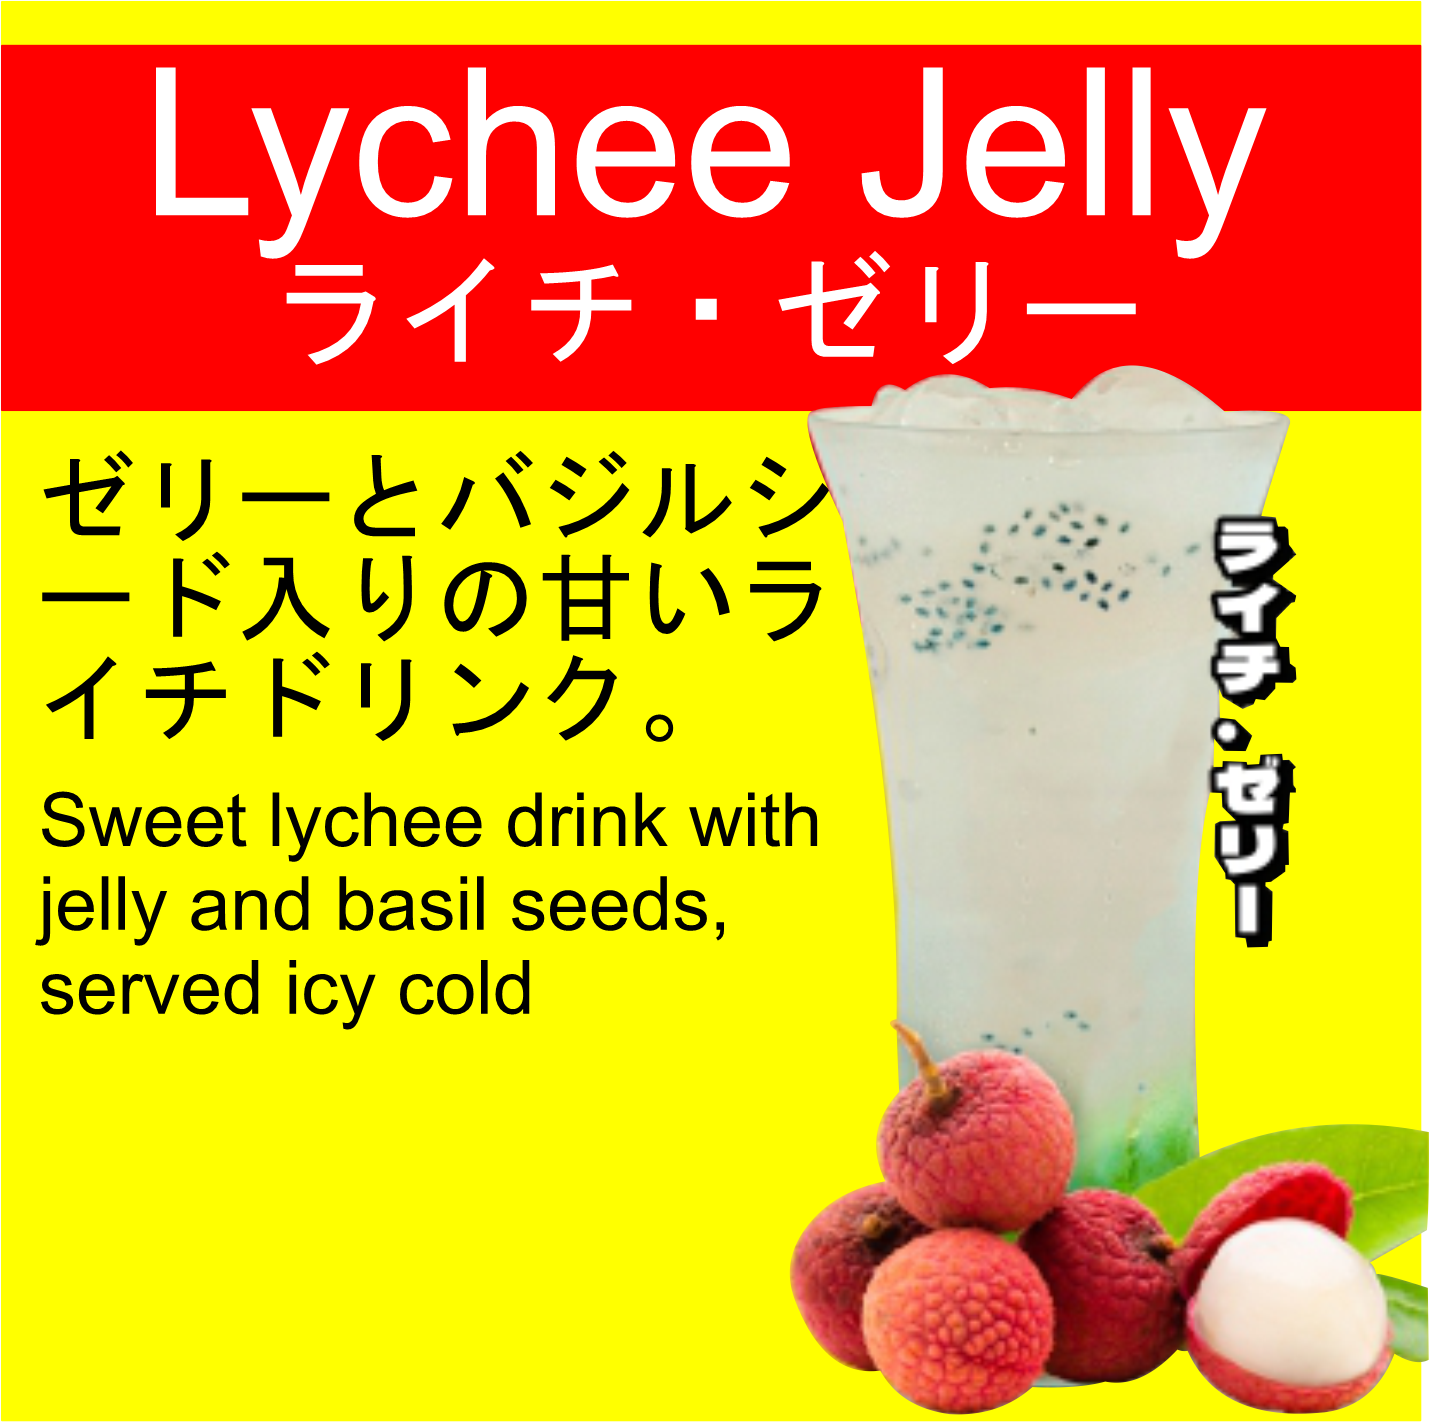 Lychee Jelly
ライチ・ゼリー
ゼリーとバジルシ
ード入りの甘いラ
イチドリンク。
Sweet lychee drink with
jelly and basil seeds,
served icy cold
ライチ・ゼリー